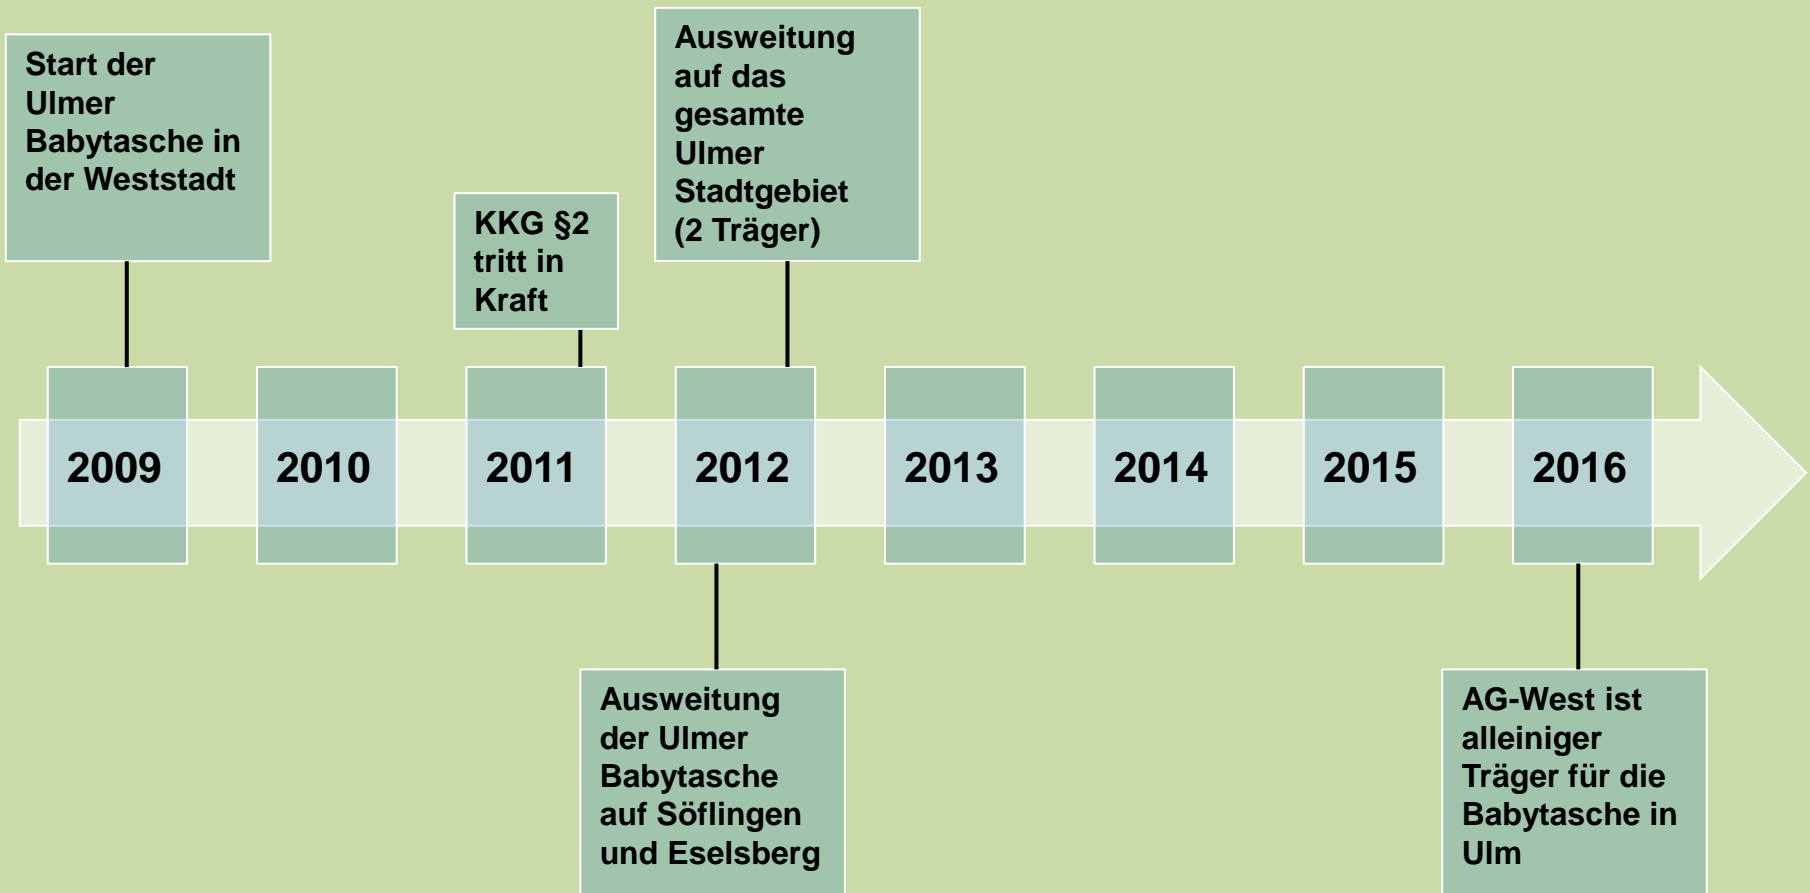 Start der
Ulmer
Babytasche in
der Weststadt
KKG §2
tritt in
Kraft
Ausweitung
auf das
gesamte
Ulmer
Stadtgebiet
(2 Träger)
2009
2010
2011
2012
2013
2014
2015
2016
Ausweitung
der Ulmer
Babytasche
auf Söflingen
und Eselsberg
AG-West ist
alleiniger
Träger für die
Babytasche in
Ulm